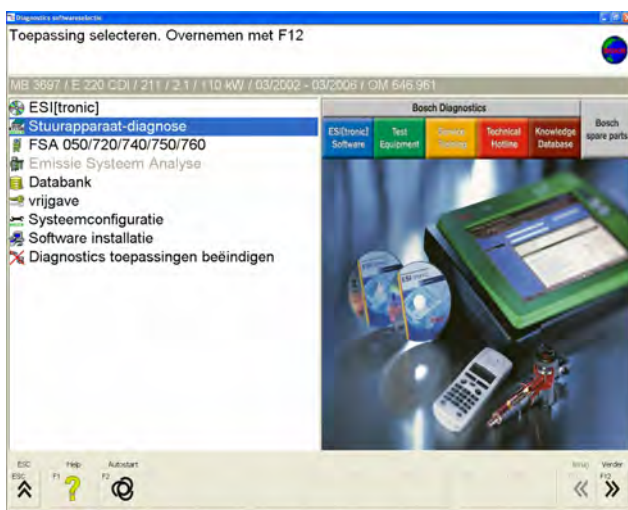 Diagnostics softwareselectie
Toepassing selecteren. Overnemen met F12
MB 3697 / E 220 CDI / 211 / 2.1 / 110 kW / 03/2002 - 03/2006 / OM 646.961
ESI[tronic]
Stuurapparaat-diagnose
FSA 050/720/740/750/760
Emissie Systeem Analyse
Databank
vrijgave
Systeemconfiguratie
Software installatie
Diagnostics toepassingen beëindigen
Bosch Diagnostics
ESI[tronic] Software
Test Equipment
Service Training
Technical Hotline
Knowledge Database
Bosch spare parts
ESC Help Autostart terug Verder
ESC F1 F2 F12